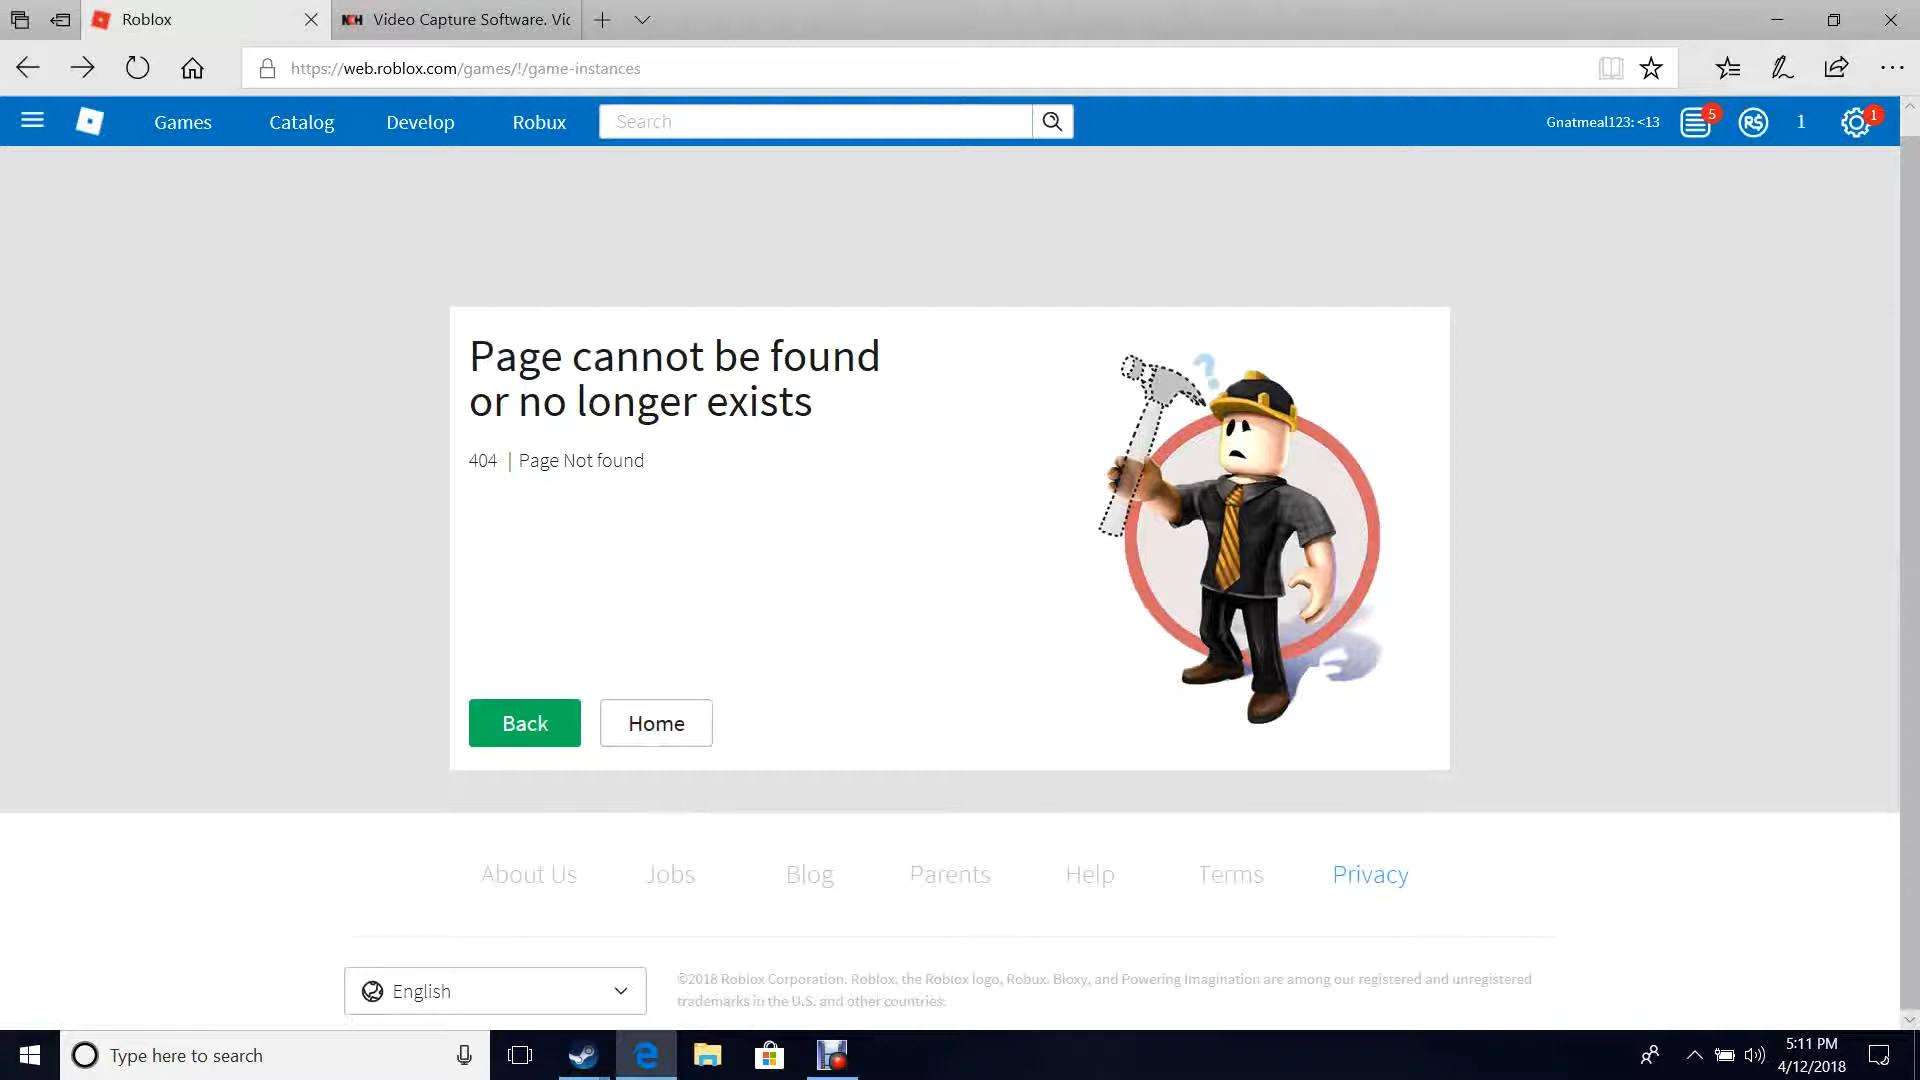 Roblox
NCH Video Capture Software. Vic
https://web.roblox.com/games/!/game-instances
Games Catalog Develop Robux Search Gnatmeal123: <13 5 R$ 1 1
Page cannot be found
or no longer exists
404 | Page Not found
?
Back Home
About Us Jobs Blog Parents Help Terms Privacy
English
©2018 Roblox Corporation. Roblox, the Roblox logo, Robux. Bloxy, and Powering Imagination are among our registered and unregistered
trademarks in the U.S. and other countries.
Type here to search
5:11 PM
4/12/2018